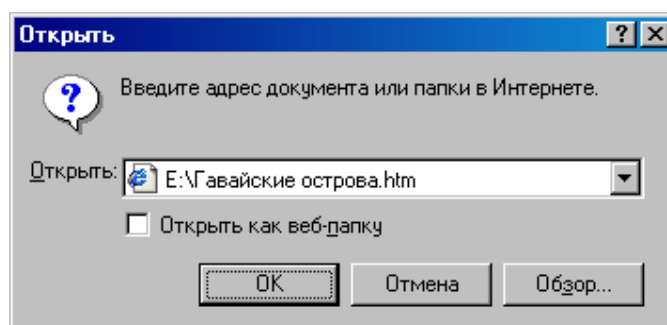 Открыть
Введите адрес документа или папки в Интернете.
Открыть: E:\Гавайские острова.htm
Открыть как веб-папку
OK Отмена Обзор...